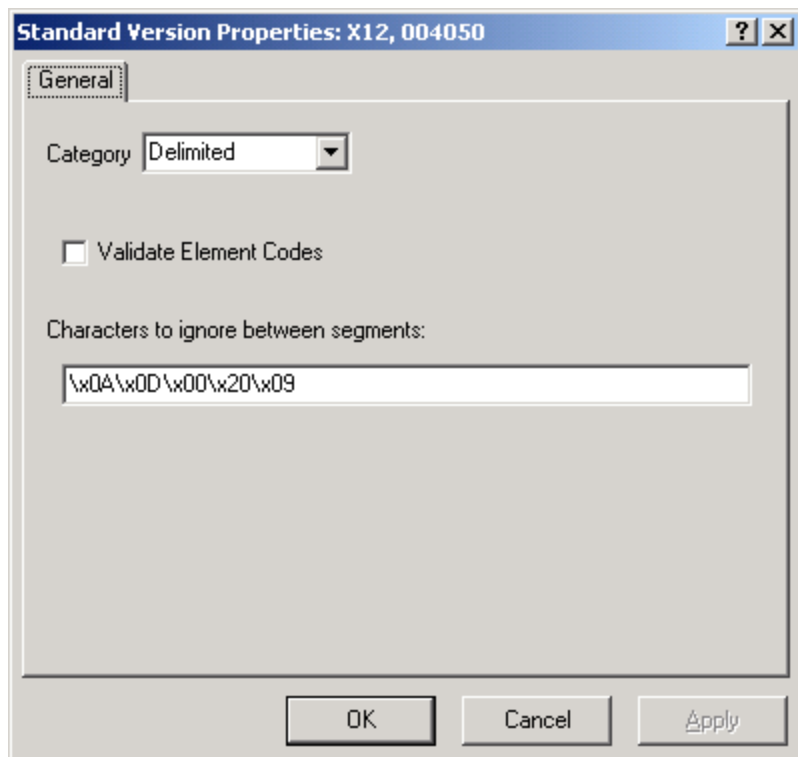 Standard Version Properties: X12, 004050
General
Category Delimited
Validate Element Codes
Characters to ignore between segments:
\x0A\x0D\x00\x20\x09
OK Cancel Apply